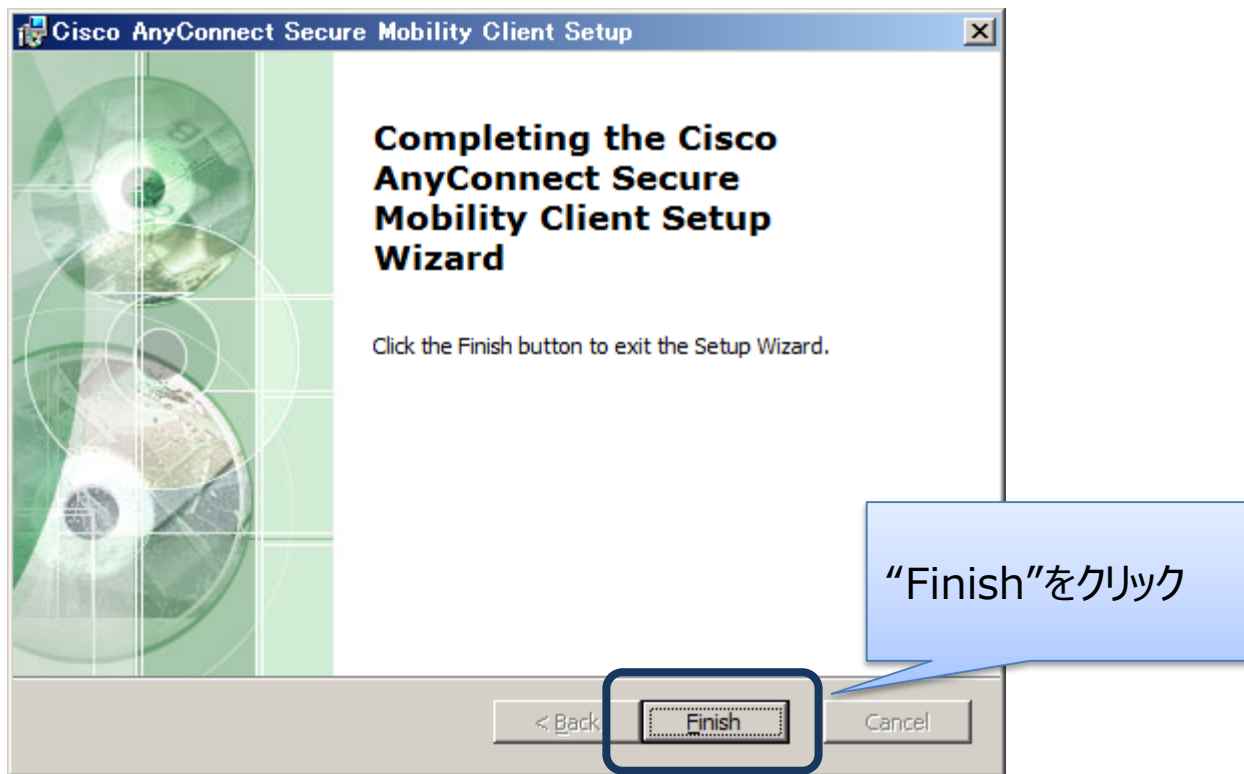 Cisco AnyConnect Secure Mobility Client Setup
Completing the Cisco
AnyConnect Secure
Mobility Client Setup
Wizard
Click the Finish button to exit the Setup Wizard.
“Finish”をクリック
< Back
Finish
Cancel